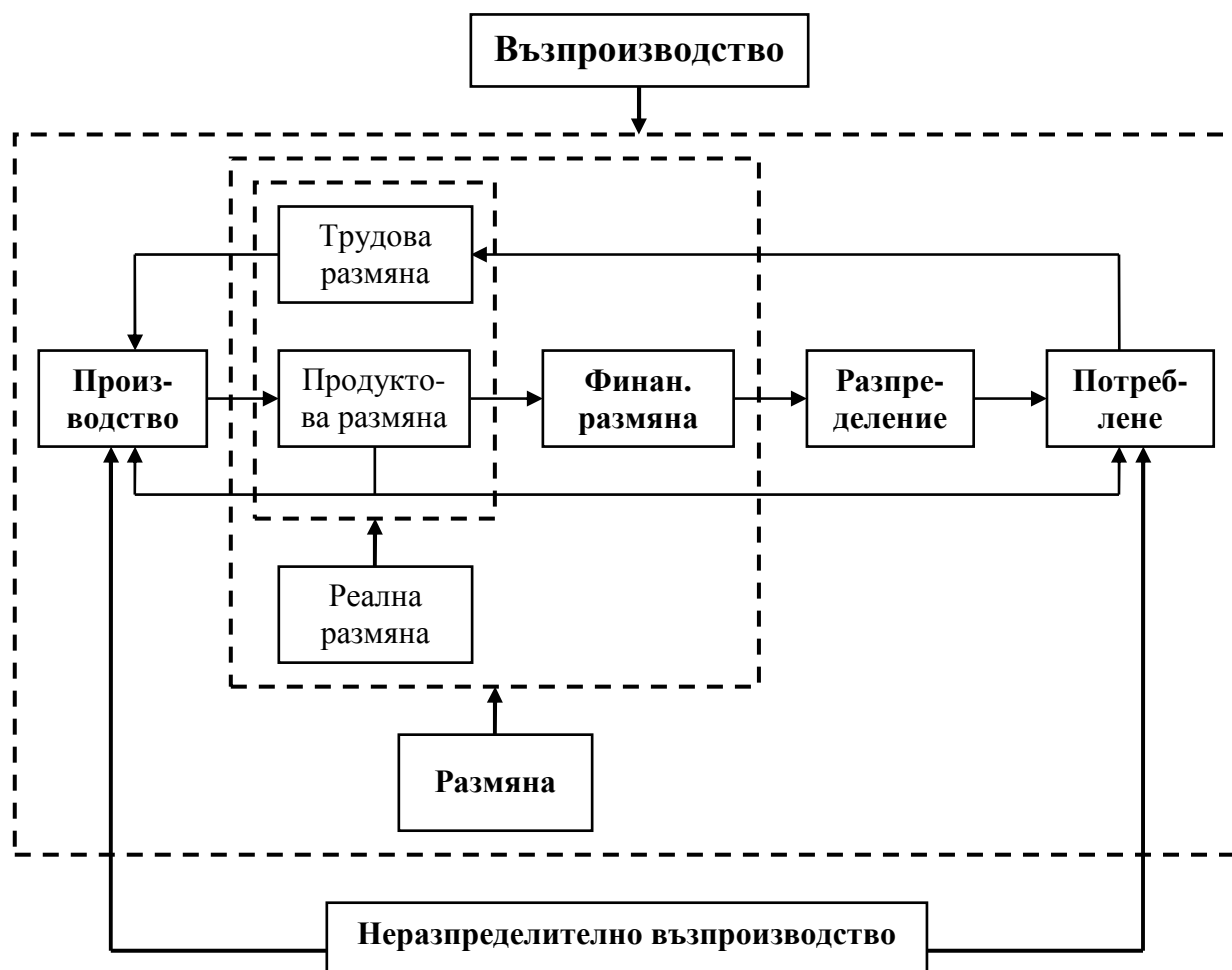 Възпроизводство
Трудова
размяна
Произ-
водство
Продукто-
ва размяна
Финан.
размяна
Разпре-
деление
Потреб-
лене
Реална
размяна
Размяна
Неразпределително възпроизводство